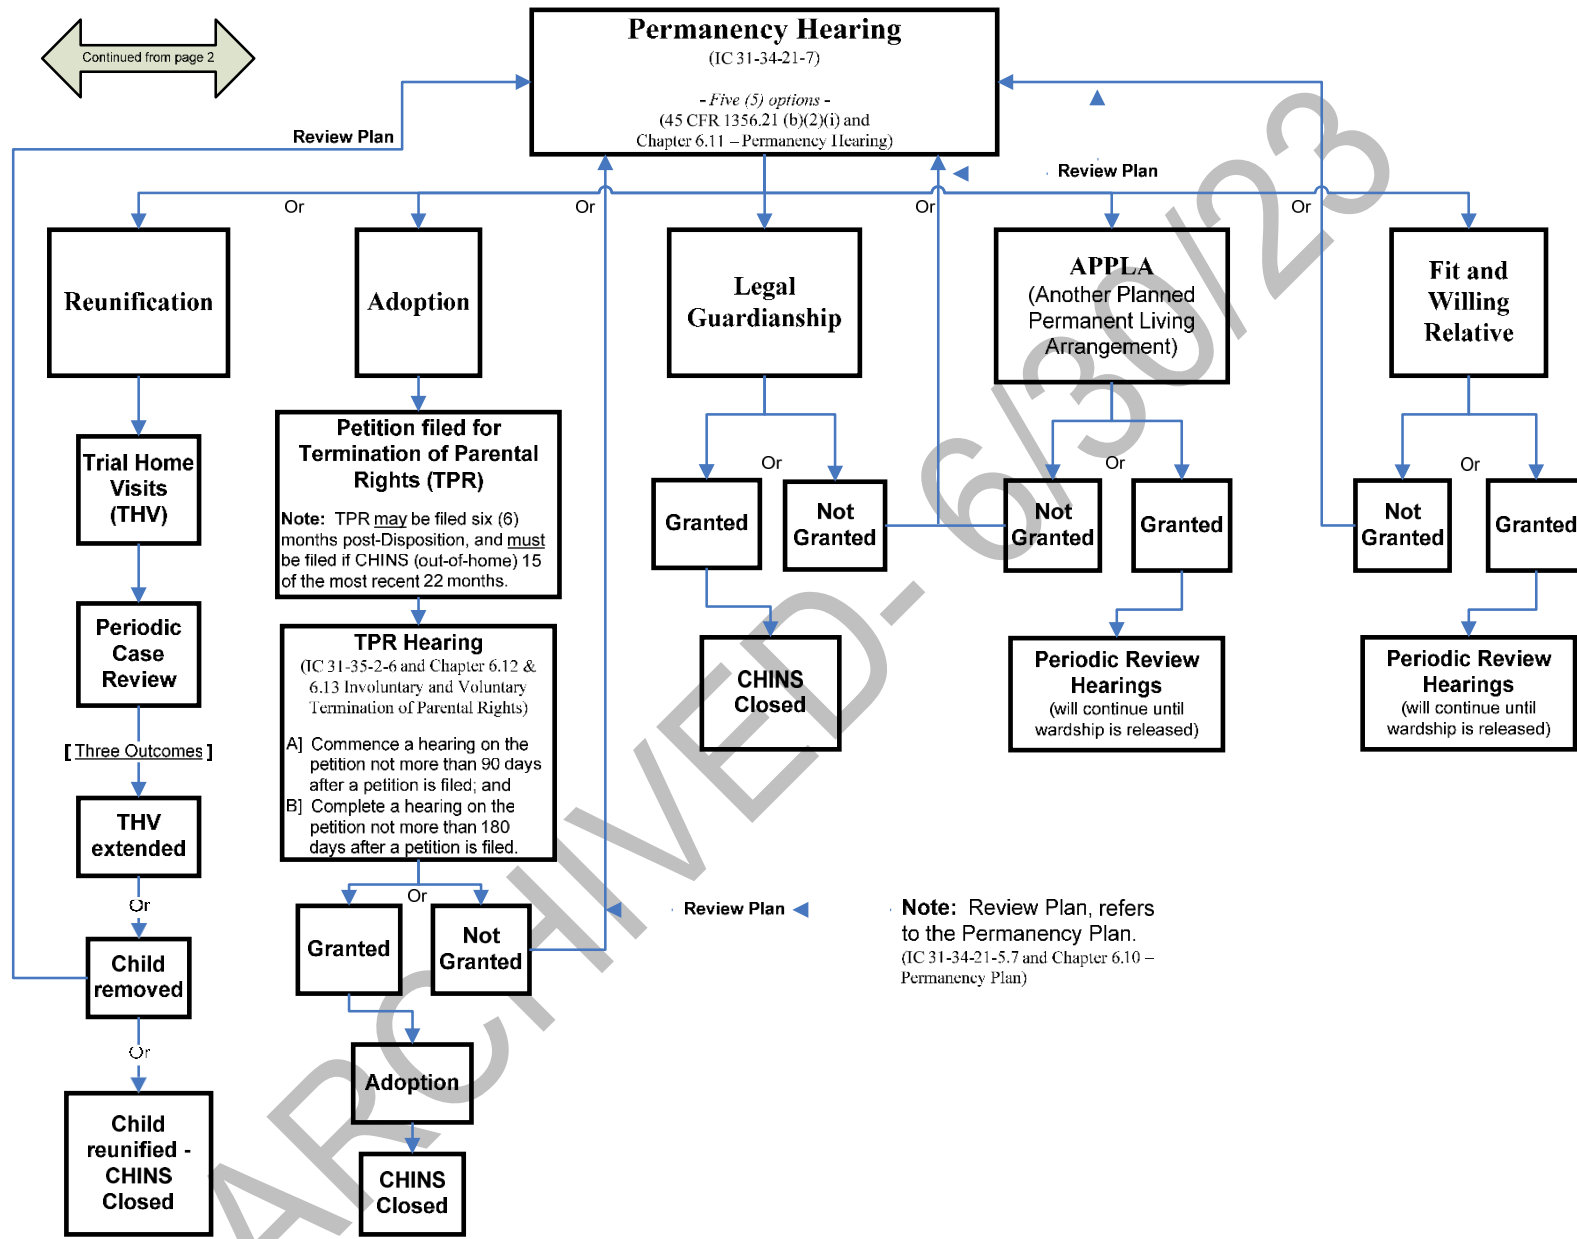 Continued from page 2
Permanency Hearing
(IC 31-34-21-7)
- Five (5) options -
(45 CFR 1356.21 (b)(2)(i) and
Chapter 6.11 – Permanency Hearing)
Review Plan
Review Plan
Or
Or
Or
Or
Reunification
Adoption
Legal
Guardianship
APPLA
(Another Planned
Permanent Living
Arrangement)
Fit and
Willing
Relative
Trial Home
Visits
(THV)
Periodic
Case
Review
[ Three Outcomes ]
THV
extended
Or
Child
removed
Or
Child
reunified -
CHINS
Closed
Petition filed for
Termination of Parental
Rights (TPR)
Note: TPR may be filed six (6)
months post-Disposition, and must
be filed if CHINS (out-of-home) 15
of the most recent 22 months.
TPR Hearing
(IC 31-35-2-6 and Chapter 6.12 &
6.13 Involuntary and Voluntary
Termination of Parental Rights)
A] Commence a hearing on the
petition not more than 90 days
after a petition is filed; and
B] Complete a hearing on the
petition not more than 180
days after a petition is filed.
Or
Granted
Not
Granted
Adoption
CHINS
Closed
Or
Granted
Not
Granted
CHINS
Closed
Or
Not
Granted
Granted
Periodic Review
Hearings
(will continue until
wardship is released)
Or
Not
Granted
Granted
Periodic Review
Hearings
(will continue until
wardship is released)
Review Plan
Note: Review Plan, refers
to the Permanency Plan.
(IC 31-34-21-5.7 and Chapter 6.10 –
Permanency Plan)
ARCHIVED- 6/30/23